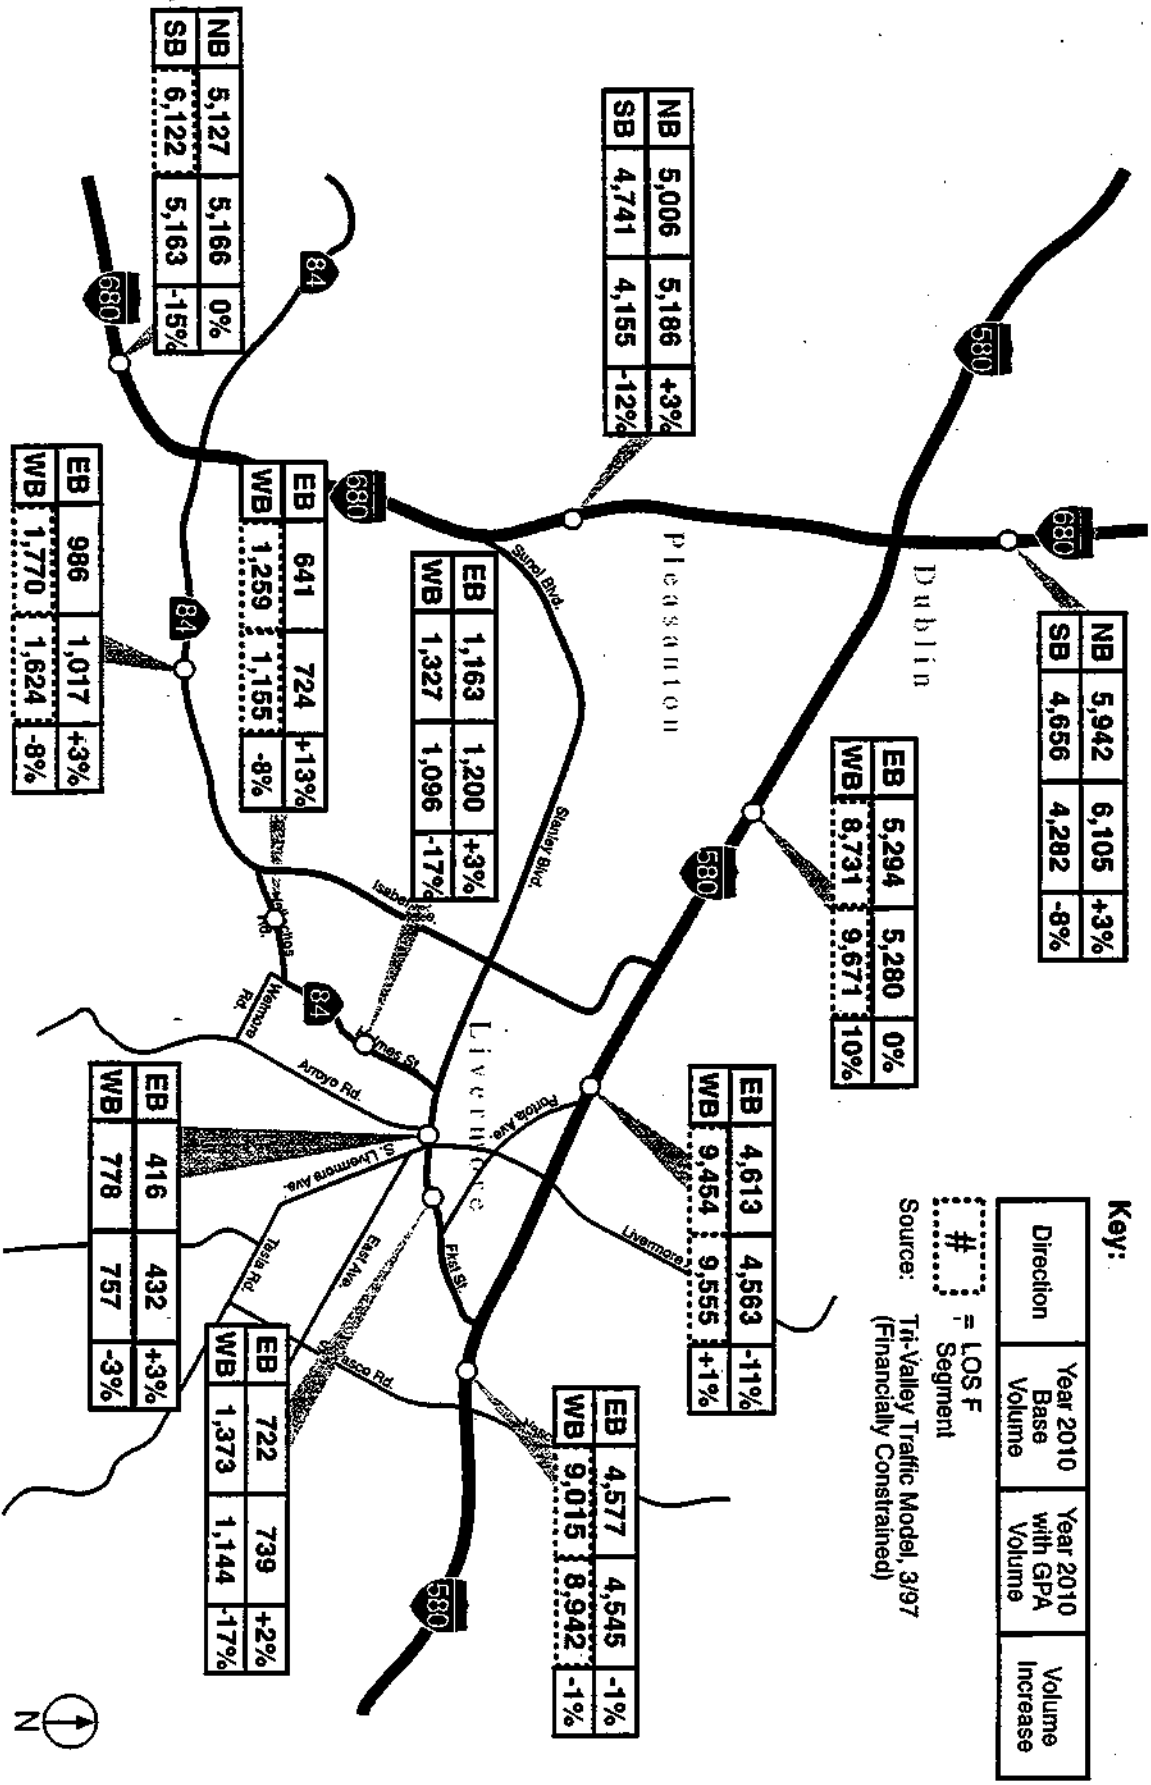 Key:
Direction
Year 2010
Base
Volume
Year 2010
with GPA
Volume
Volume
Increase
#
= LOS F
Segment
Source: Tri-Valley Traffic Model, 3/97
(Financially Constrained)
NB 5,942 6,105 +3%
SB 4,656 4,282 -8%
EB 5,294 5,280 0%
WB 8,731 9,671 10%
EB 4,613 4,563 -11%
WB 9,454 9,555 +1%
EB 4,577 4,545 -1%
WB 9,015 8,942 -1%
NB 5,006 5,186 +3%
SB 4,741 4,155 -12%
EB 1,163 1,200 +3%
WB 1,327 1,096 -17%
EB 641 724 +13%
WB 1,259 1,155 -8%
NB 5,127 5,166 0%
SB 6,122 5,163 -15%
EB 986 1,017 +3%
WB 1,770 1,624 -8%
EB 416 432 +3%
WB 778 757 -3%
EB 722 739 +2%
WB 1,373 1,144 -17%
580
680
Dublin
Pleasanton
580
680
Sunol Blvd.
Stanley Blvd.
84
680
84
Rd.
Wetmore
Rd.
84
St.
Arroyo Rd.
Livermore
Portola Ave.
Livermore
S. Livermore Ave.
East Ave.
First St.
Tesla Rd.
Rd.
580
N